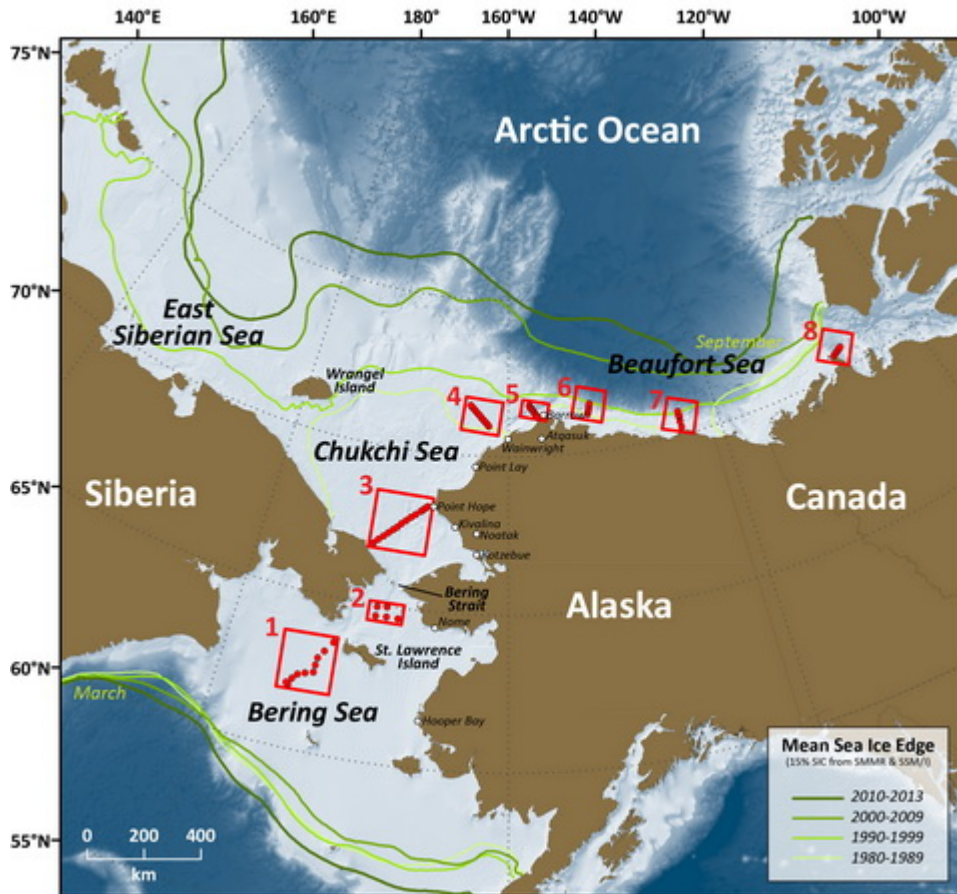 140°E 160°E 180° 160°W 140°W 120°W 100°W
75°N
Arctic Ocean
70°N
East
Siberian Sea
September
Beaufort Sea
8
Wrangel
Island
4
5
6
7
Barrow
Atqasuk
Wainwright
Chukchi Sea
Point Lay
65°N
Siberia
3
Point Hope
Kivalina
Noatak
Kotzebue
Canada
Bering
Strait
Alaska
2
Nome
1
St. Lawrence
Island
60°N
March
Bering Sea
Hooper Bay
Mean Sea Ice Edge
(15% SIC from SMMR & SSM/I)
2010-2013
2000-2009
1990-1999
1980-1989
55°N
0 200 400
km